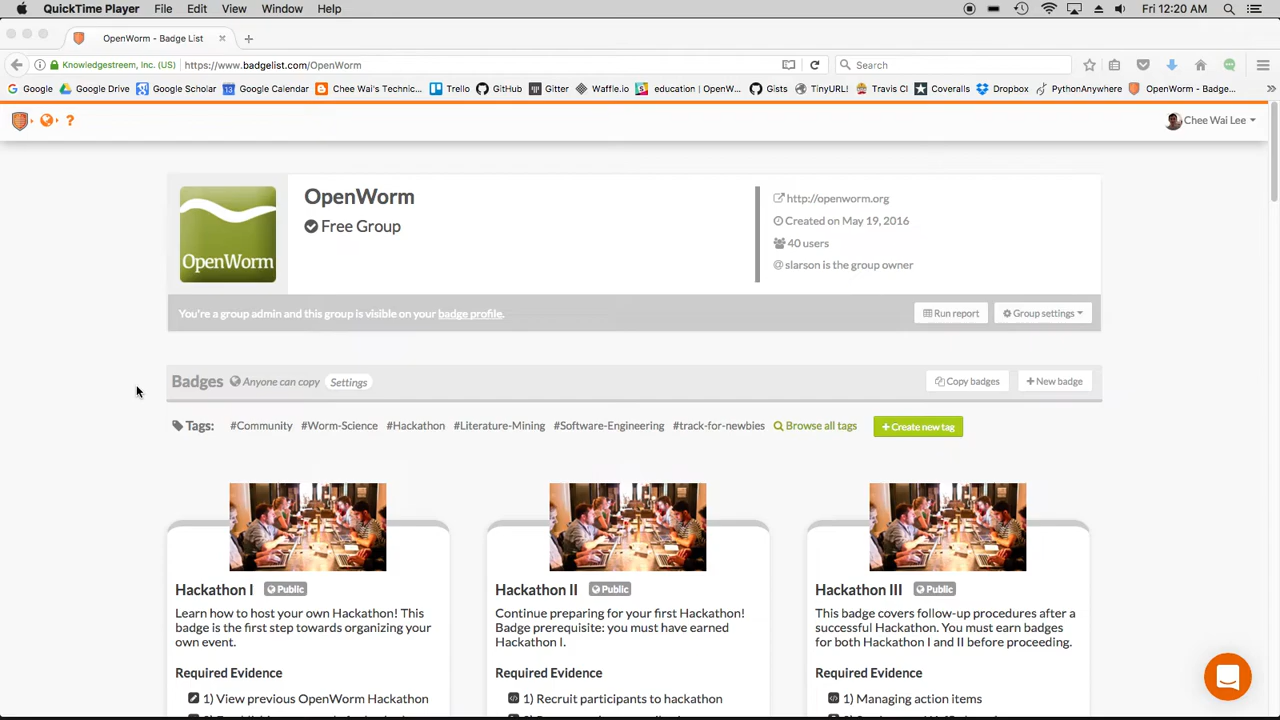 QuickTime Player File Edit View Window Help Fri 12:20 AM
OpenWorm - Badge List
Knowledgestreem, Inc. (US) https://www.badgelist.com/OpenWorm Search
Google Google Drive Google Scholar Google Calendar Chee Wai's Technic... Trello GitHub Gitter Waffle.io education | OpenW... Gists TinyURL! Travis CI Coveralls Dropbox PythonAnywhere OpenWorm - Badge...
Chee Wai Lee
OpenWorm
OpenWorm
Free Group
http://openworm.org
Created on May 19, 2016
40 users
@ slarson is the group owner
You're a group admin and this group is visible on your badge profile.
Run report Group settings
Badges Anyone can copy Settings
Copy badges + New badge
Tags: #Community #Worm-Science #Hackathon #Literature-Mining #Software-Engineering #track-for-newbies Browse all tags + Create new tag
Hackathon I Public
Learn how to host your own Hackathon! This
badge is the first step towards organizing your
own event.
Required Evidence
1) View previous OpenWorm Hackathon
Hackathon II Public
Continue preparing for your first Hackathon!
Badge prerequisite: you must have earned
Hackathon I.
Required Evidence
1) Recruit participants to hackathon
Hackathon III Public
This badge covers follow-up procedures after a
successful Hackathon. You must earn badges
for both Hackathon I and II before proceeding.
Required Evidence
1) Managing action items